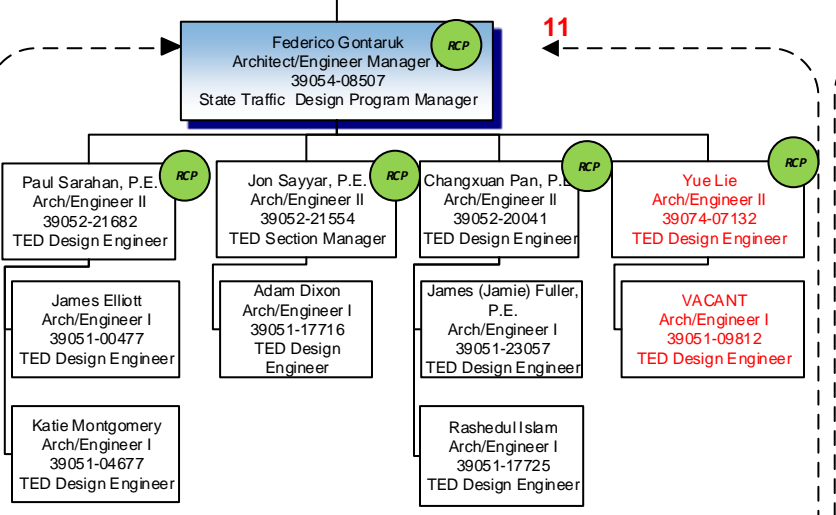 11
Federico Gontaruk
RCP
Architect/Engineer Manager
39054-08507
State Traffic Design Program Manager
Paul Sarahan, P.E.
RCP
Arch/Engineer II
39052-21682
TED Design Engineer
James Elliott
Arch/Engineer I
39051-00477
TED Design Engineer
Katie Montgomery
Arch/Engineer I
39051-04677
TED Design Engineer
Jon Sayyar, P.E.
RCP
Arch/Engineer II
39052-21554
TED Section Manager
Adam Dixon
Arch/Engineer I
39051-17716
TED Design
Engineer
Changxuan Pan, P.E.
RCP
Arch/Engineer II
39052-20041
TED Design Engineer
James (Jamie) Fuller,
P.E.
Arch/Engineer I
39051-23057
TED Design Engineer
Rashedul Islam
Arch/Engineer I
39051-17725
TED Design Engineer
Yue Lie
RCP
Arch/Engineer II
39074-07132
TED Design Engineer
VACANT
Arch/Engineer I
39051-09812
TED Design Engineer